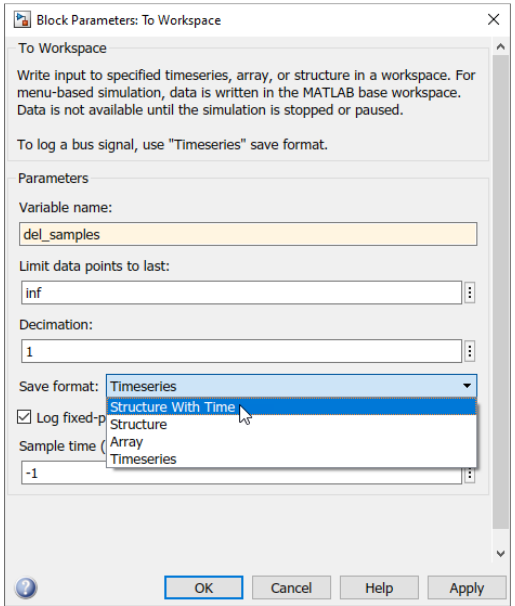 Block Parameters: To Workspace
To Workspace
Write input to specified timeseries, array, or structure in a workspace. For
menu-based simulation, data is written in the MATLAB base workspace.
Data is not available until the simulation is stopped or paused.
To log a bus signal, use "Timeseries" save format.
Parameters
Variable name:
del_samples
Limit data points to last:
inf
Decimation:
1
Save format: Timeseries
Structure With Time
Log fixed-p
Structure
Array
Sample time (
Timeseries
-1
OK Cancel Help Apply